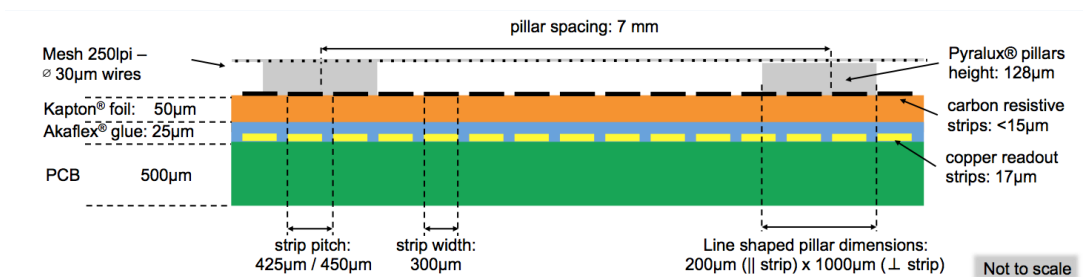 pillar spacing: 7 mm
Mesh 250lpi –
∅ 30µm wires
Pyralux® pillars
height: 128µm
Kapton® foil: 50µm
carbon resistive
strips: <15µm
Akaflex® glue: 25µm
copper readout
strips: 17µm
PCB 500µm
strip pitch:
425µm / 450µm
strip width:
300µm
Line shaped pillar dimensions:
200µm (|| strip) x 1000µm (⊥ strip)
Not to scale